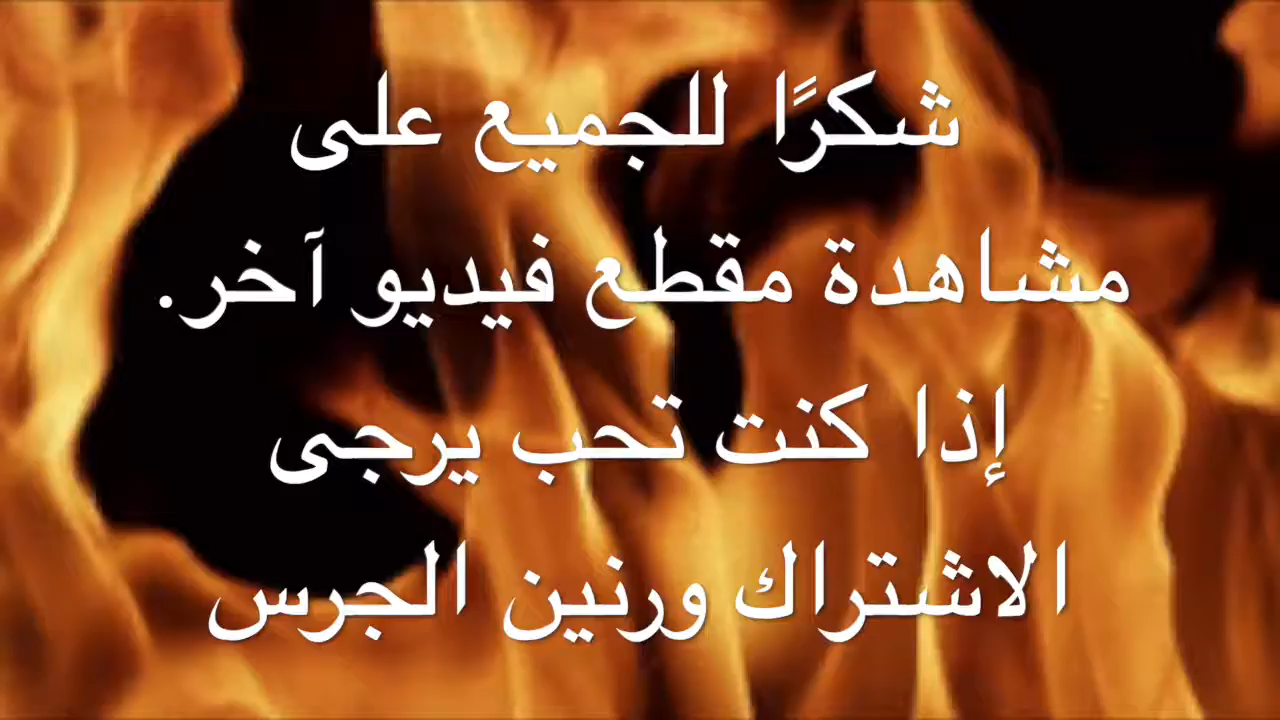 شكرًا للجميع على
مشاهدة مقطع فيديو آخر.
إذا كنت تحب يرجى
الاشتراك ورنين الجرس